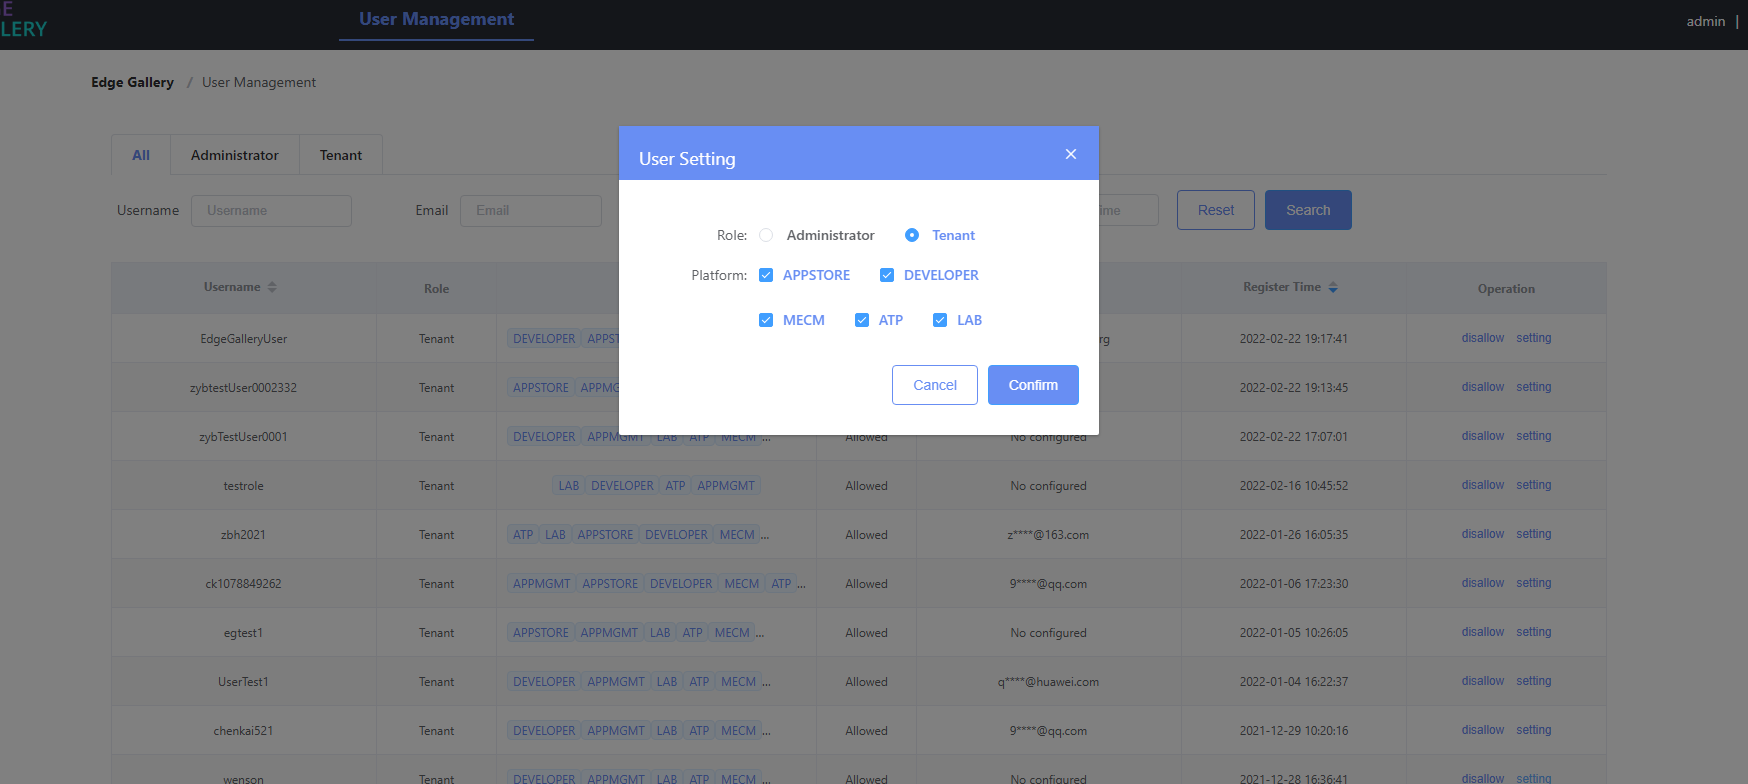 GE
LERY
User Management
admin |
Edge Gallery / User Management
All Administrator Tenant
Username Username Email Email ime Reset Search
User Setting ×
Role: Administrator Tenant
Platform: APPSTORE DEVELOPER
MECM ATP LAB
Cancel Confirm
Username Role Register Time Operation
EdgeGalleryUser Tenant DEVELOPER APPST rg 2022-02-22 19:17:41 disallow setting
zybtestUser0002332 Tenant APPSTORE APPMG 2022-02-22 19:13:45 disallow setting
zybTestUser0001 Tenant DEVELOPER APPMGMT LAB ATP MECM ... Allowed No configured 2022-02-22 17:07:01 disallow setting
testrole Tenant LAB DEVELOPER ATP APPMGMT Allowed No configured 2022-02-16 10:45:52 disallow setting
zbh2021 Tenant ATP LAB APPSTORE DEVELOPER MECM ... Allowed z****@163.com 2022-01-26 16:05:35 disallow setting
ck1078849262 Tenant APPMGMT APPSTORE DEVELOPER MECM ATP ... Allowed 9****@qq.com 2022-01-06 17:23:30 disallow setting
egtest1 Tenant APPSTORE APPMGMT LAB ATP MECM ... Allowed No configured 2022-01-05 10:26:05 disallow setting
UserTest1 Tenant DEVELOPER APPMGMT LAB ATP MECM ... Allowed q****@huawei.com 2022-01-04 16:22:37 disallow setting
chenkai521 Tenant DEVELOPER APPMGMT LAB ATP MECM ... Allowed 9****@qq.com 2021-12-29 10:20:16 disallow setting
wenson Tenant DEVELOPER APPMGMT LAB ATP MECM ... Allowed No configured 2021-12-28 16:36:41 disallow setting